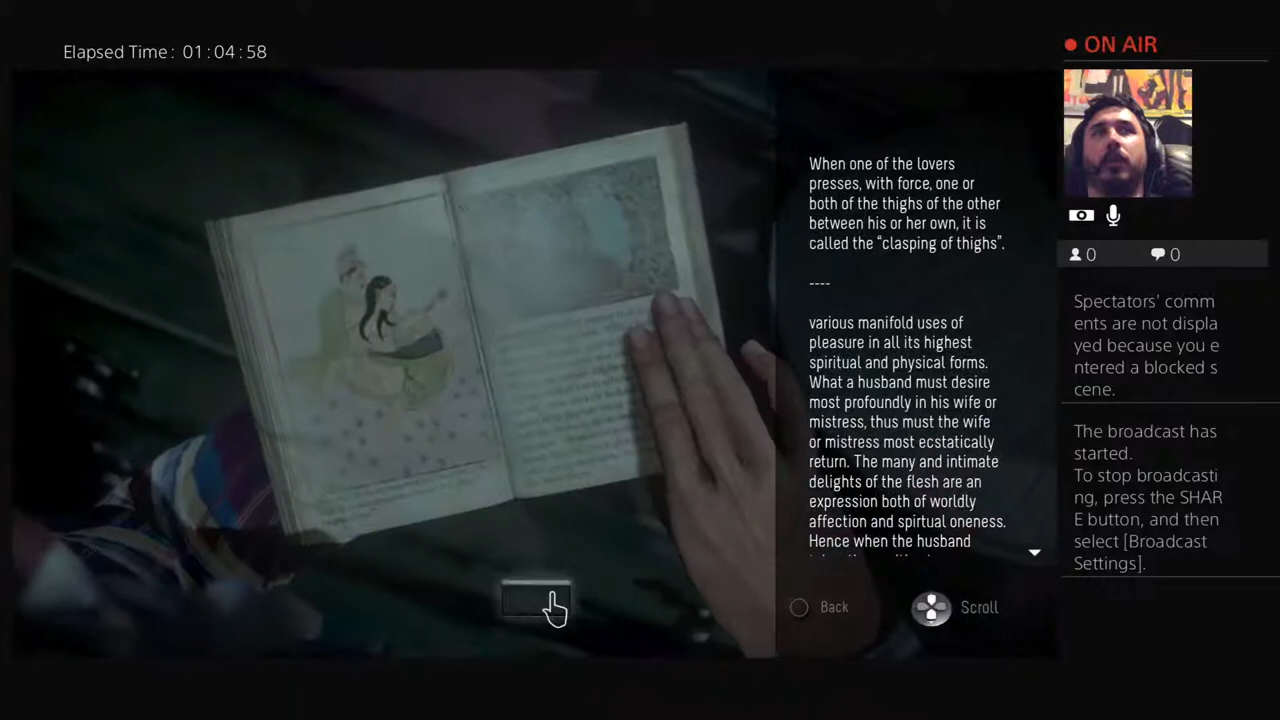 Elapsed Time: 01:04:58
ON AIR
When one of the lovers
presses, with force, one or
both of the thighs of the other
between his or her own, it is
called the “clasping of thighs”.
----
various manifold uses of
pleasure in all its highest
spiritual and physical forms.
What a husband must desire
most profoundly in his wife or
mistress, thus must the wife
or mistress most ecstatically
return. The many and intimate
delights of the flesh are an
expression both of worldly
affection and spirtual oneness.
Hence when the husband
Back
Scroll
0
0
Spectators' comm
ents are not displa
yed because you e
ntered a blocked s
cene.
The broadcast has
started.
To stop broadcasti
ng, press the SHAR
E button, and then
select [Broadcast
Settings].